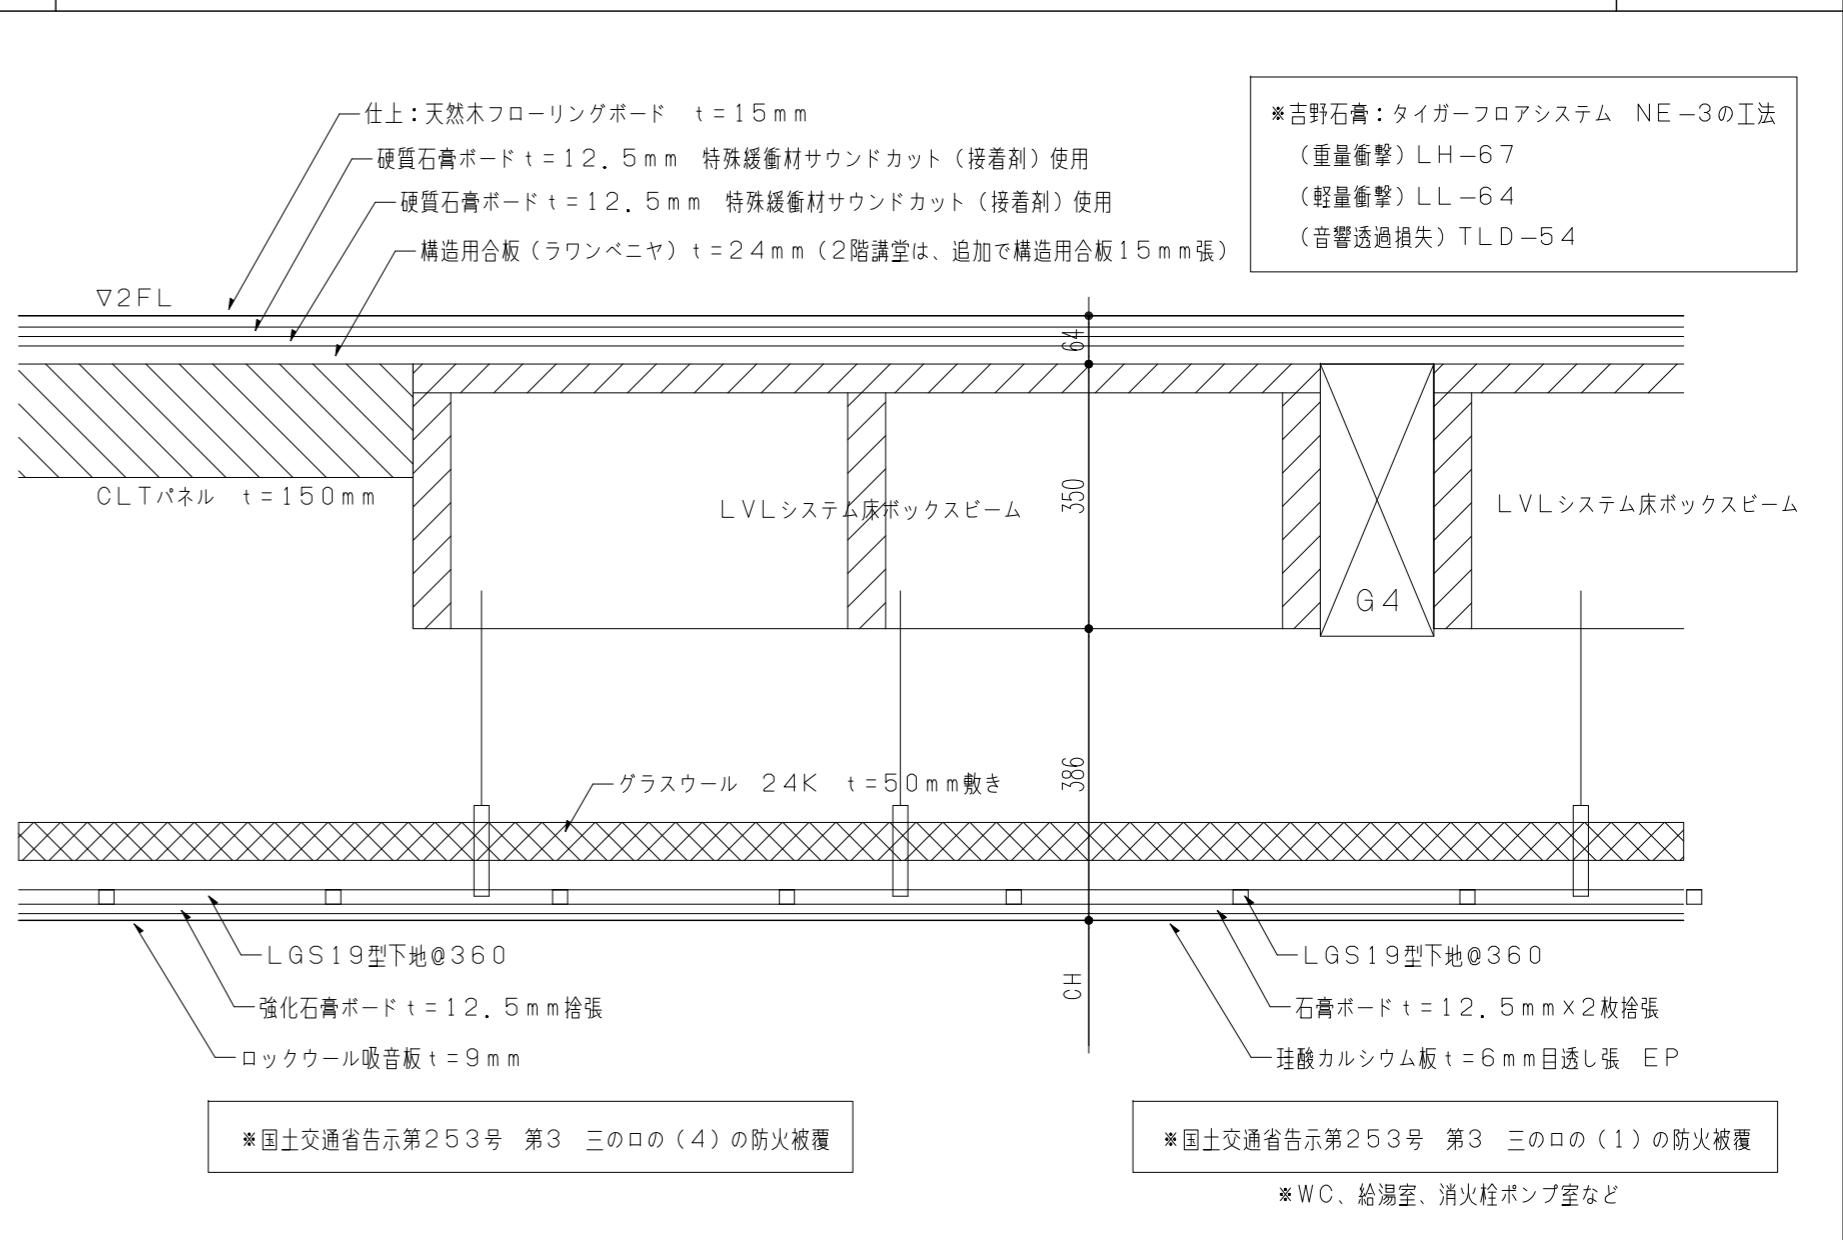 仕上：天然木フローリングボード　ｔ＝１５ｍｍ
硬質石膏ボードｔ＝１２．５ｍｍ　特殊緩衝材サウンドカット（接着剤）使用
硬質石膏ボードｔ＝１２．５ｍｍ　特殊緩衝材サウンドカット（接着剤）使用
構造用合板（ラワンベニヤ）ｔ＝２４ｍｍ（２階講堂は、追加で構造用合板１５ｍｍ張）
※吉野石膏：タイガーフロアシステム　ＮＥ－３の工法
（重量衝撃）ＬＨ－６７
（軽量衝撃）ＬＬ－６４
（音響透過損失）ＴＬＤ－５４
▽２ＦＬ
64
ＣＬＴパネル　ｔ＝１５０ｍｍ
ＬＶＬシステム床ボックスビーム
350
ＬＶＬシステム床ボックスビーム
Ｇ４
グラスウール　２４Ｋ　ｔ＝５０ｍｍ敷き
386
ＬＧＳ１９型下地＠３６０
強化石膏ボードｔ＝１２．５ｍｍ捨張
ロックウール吸音板ｔ＝９ｍｍ
CH
ＬＧＳ１９型下地＠３６０
石膏ボードｔ＝１２．５ｍｍ×２枚捨張
珪酸カルシウム板ｔ＝６ｍｍ目透し張　ＥＰ
※国土交通省告示第２５３号　第３　三のロの（４）の防火被覆
※国土交通省告示第２５３号　第３　三のロの（１）の防火被覆
※ＷＣ、給湯室、消火栓ポンプ室など